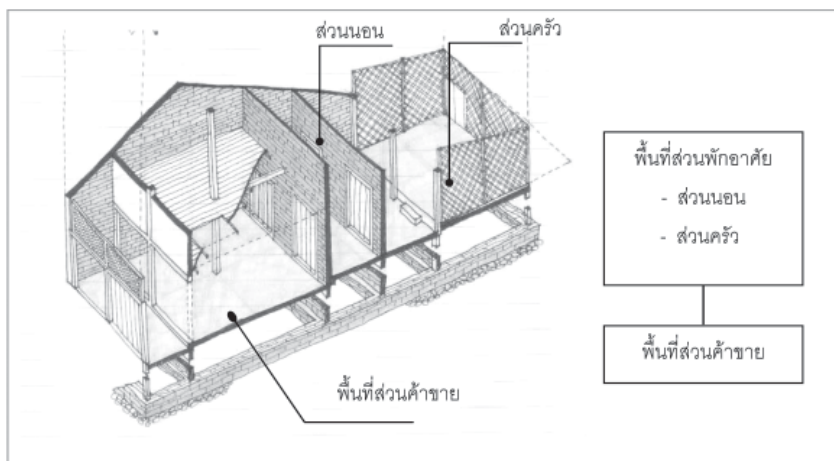 ส่วนนอน
ส่วนครัว
พื้นที่ส่วนพักอาศัย
- ส่วนนอน
- ส่วนครัว
พื้นที่ส่วนค้าขาย
พื้นที่ส่วนค้าขาย